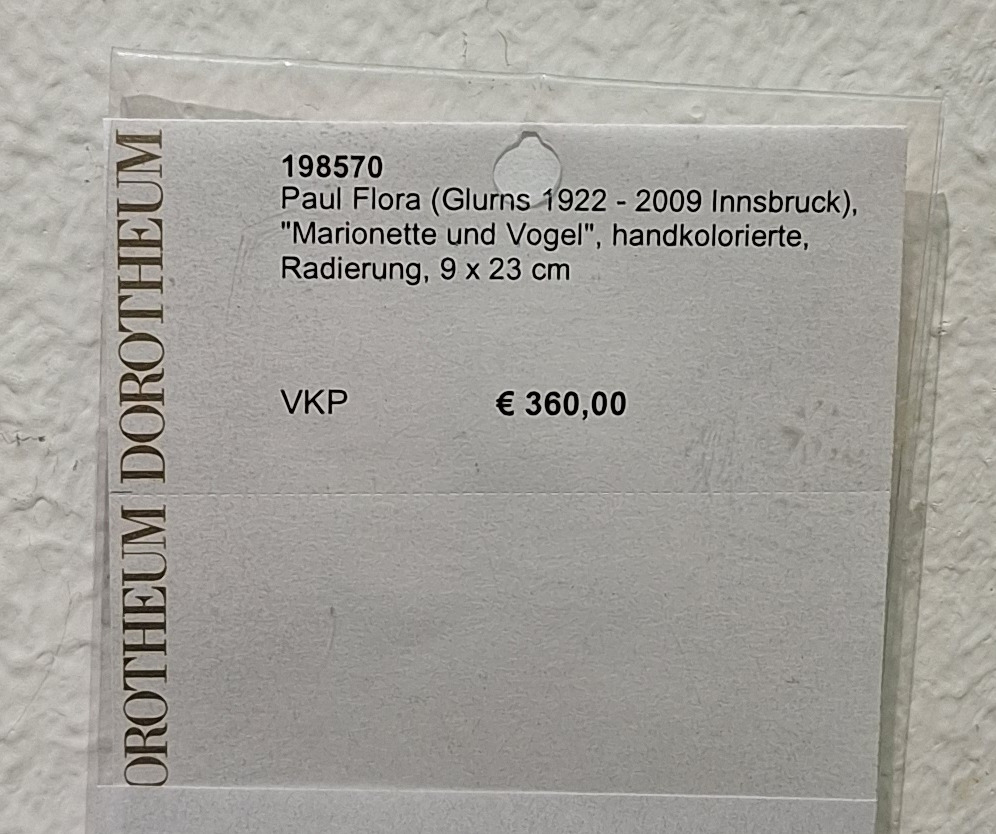 198570
Paul Flora (Glurns 1922 - 2009 Innsbruck),
"Marionette und Vogel", handkolorierte,
Radierung, 9 x 23 cm
VKP € 360,00
DOROTHEUM
OROTHEUM